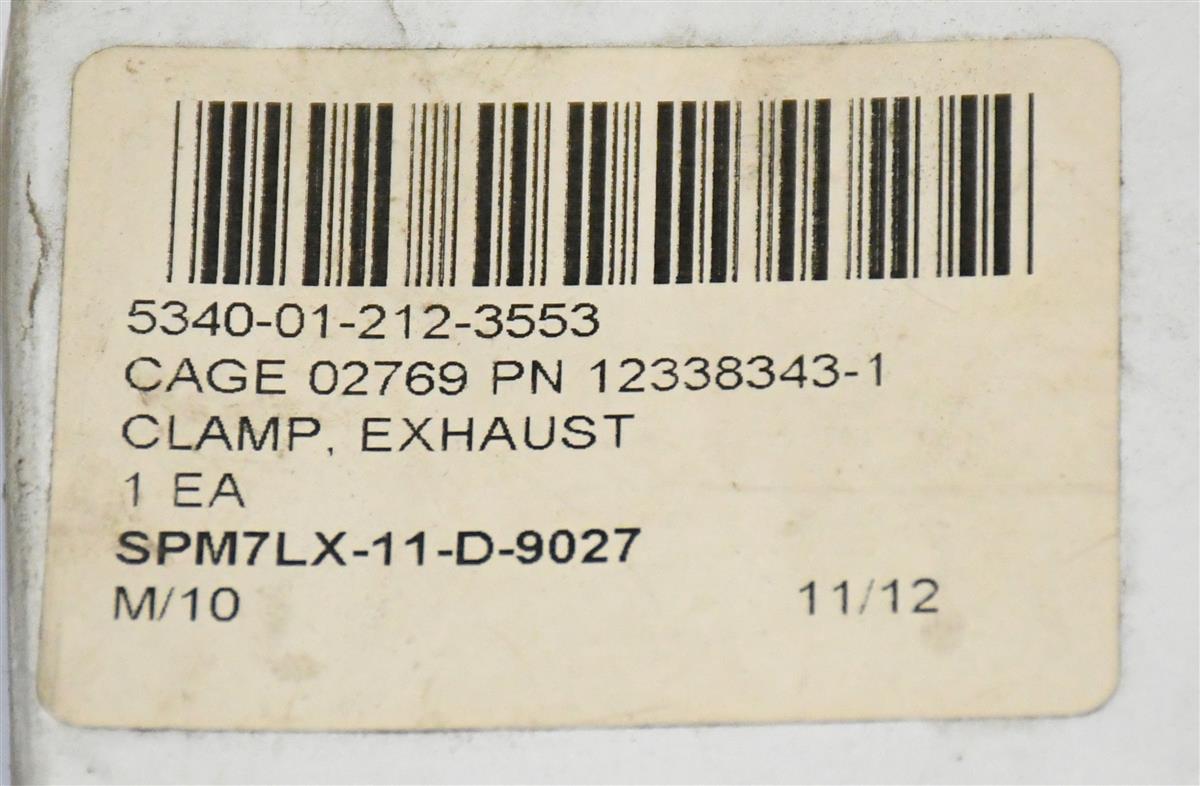 5340-01-212-3553
CAGE 02769 PN 12338343-1
CLAMP, EXHAUST
1 EA
SPM7LX-11-D-9027
M/10 11/12